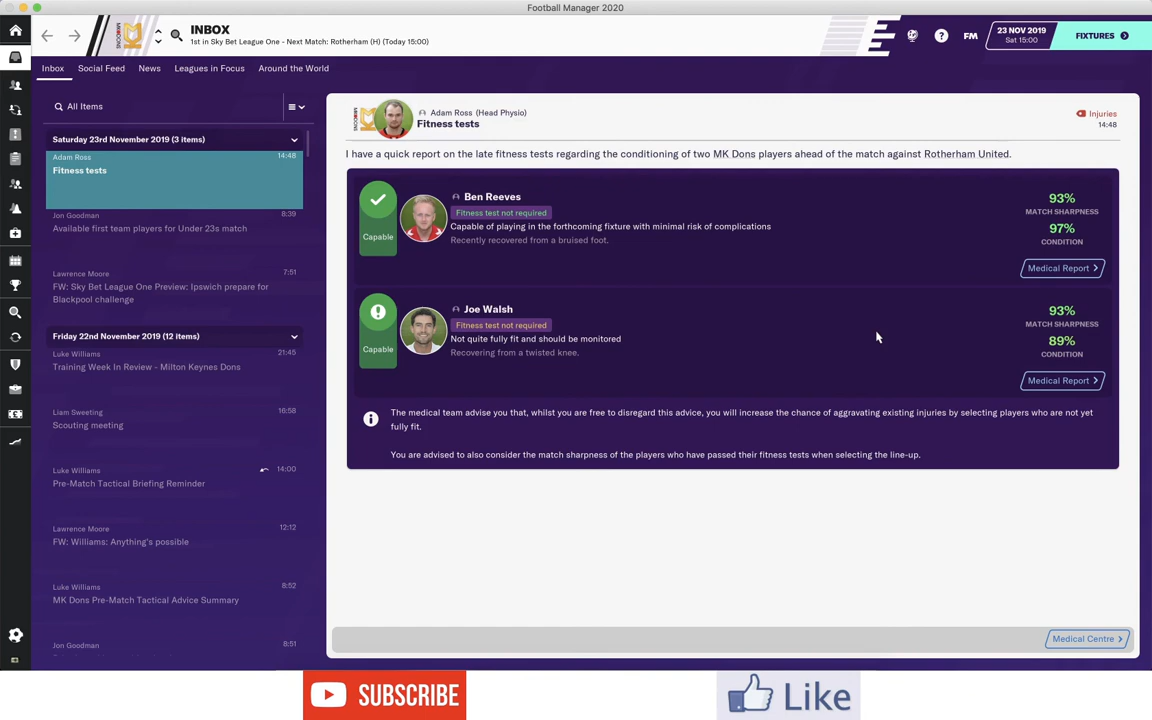 Football Manager 2020
INBOX
1st in Sky Bet League One - Next Match: Rotherham (H) (Today 15:00)
FM
23 NOV 2019
Sat 15:00
FIXTURES
Inbox
Social Feed
News
Leagues in Focus
Around the World
All Items
Saturday 23rd November 2019 (3 items)
Adam Ross
14:48
Fitness tests
Jon Goodman
8:39
Available first team players for Under 23s match
Lawrence Moore
7:51
FW: Sky Bet League One Preview: Ipswich prepare for
Blackpool challenge
Friday 22nd November 2019 (12 items)
Luke Williams
21:45
Training Week In Review - Milton Keynes Dons
Liam Sweeting
16:58
Scouting meeting
Luke Williams
14:00
Pre-Match Tactical Briefing Reminder
Lawrence Moore
12:12
FW: Williams: Anything's possible
Luke Williams
8:52
MK Dons Pre-Match Tactical Advice Summary
Jon Goodman
8:51
Adam Ross (Head Physio)
Fitness tests
Injuries
14:48
I have a quick report on the late fitness tests regarding the conditioning of two MK Dons players ahead of the match against Rotherham United.
Capable
Ben Reeves
Fitness test not required
Capable of playing in the forthcoming fixture with minimal risk of complications
Recently recovered from a bruised foot.
93%
MATCH SHARPNESS
97%
CONDITION
Medical Report
Capable
Joe Walsh
Fitness test not required
Not quite fully fit and should be monitored
Recovering from a twisted knee.
93%
MATCH SHARPNESS
89%
CONDITION
Medical Report
The medical team advise you that, whilst you are free to disregard this advice, you will increase the chance of aggravating existing injuries by selecting players who are not yet
fully fit.
You are advised to also consider the match sharpness of the players who have passed their fitness tests when selecting the line-up.
Medical Centre
SUBSCRIBE
Like